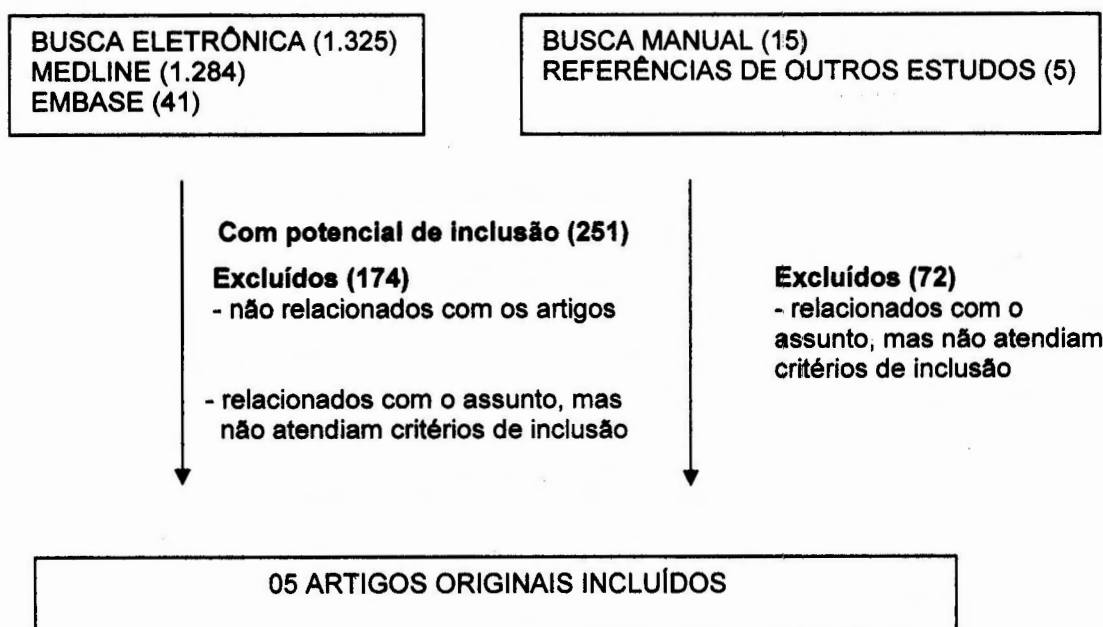 BUSCA ELETRÔNICA (1.325)
MEDLINE (1.284)
EMBASE (41)
BUSCA MANUAL (15)
REFERÊNCIAS DE OUTROS ESTUDOS (5)
Com potencial de inclusão (251)
Excluídos (174)
- não relacionados com os artigos
- relacionados com o assunto, mas
não atendiam critérios de inclusão
Excluídos (72)
- relacionados com o
assunto, mas não atendiam
critérios de inclusão
05 ARTIGOS ORIGINAIS INCLUÍDOS